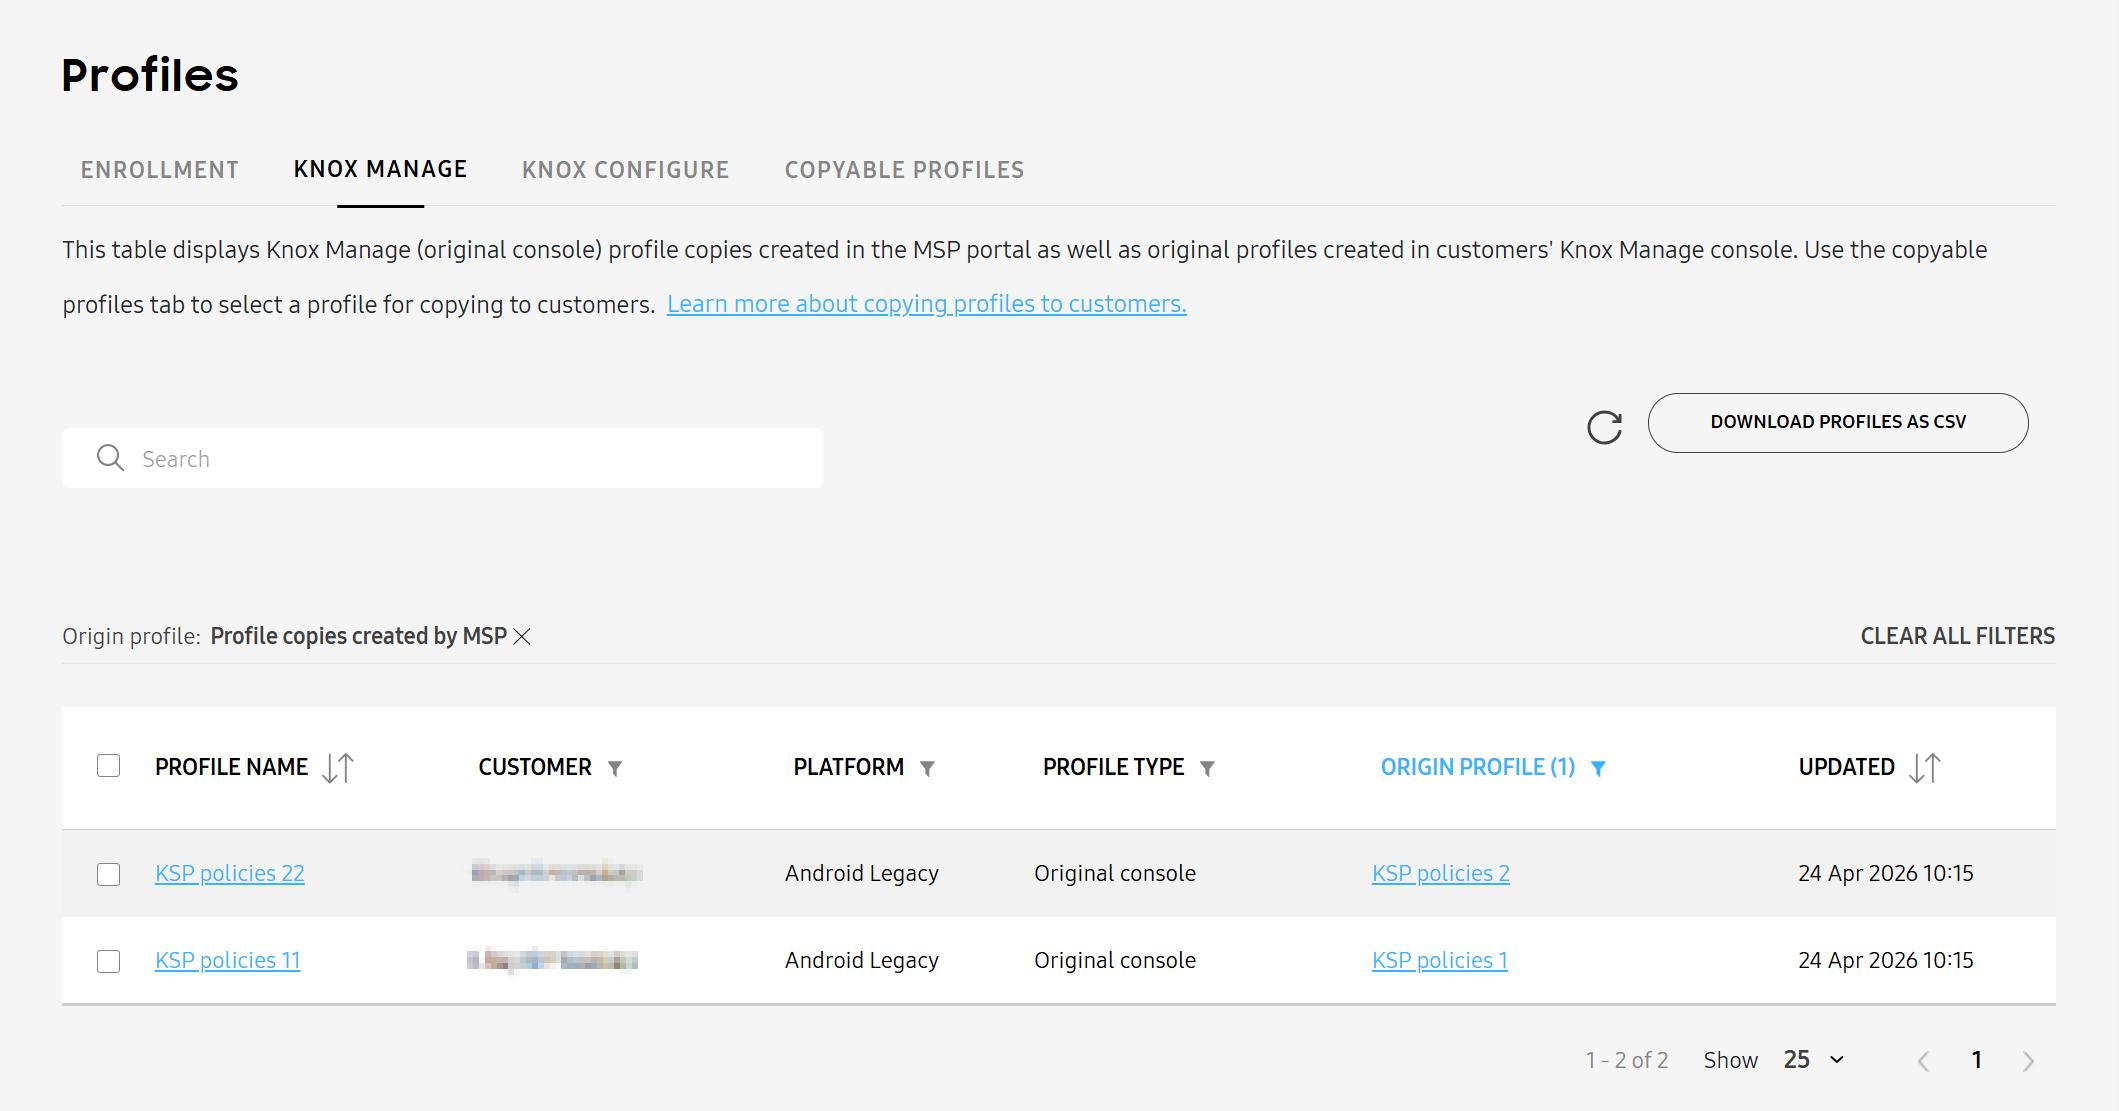 Profiles
ENROLLMENT KNOX MANAGE KNOX CONFIGURE COPYABLE PROFILES
This table displays Knox Manage (original console) profile copies created in the MSP portal as well as original profiles created in customers' Knox Manage console. Use the copyable
profiles tab to select a profile for copying to customers. Learn more about copying profiles to customers.
DOWNLOAD PROFILES AS CSV
Search
Origin profile: Profile copies created by MSP CLEAR ALL FILTERS
PROFILE NAME CUSTOMER PLATFORM PROFILE TYPE ORIGIN PROFILE (1) UPDATED
KSP policies 22 Android Legacy Original console KSP policies 2 24 Apr 2026 10:15
KSP policies 11 Android Legacy Original console KSP policies 1 24 Apr 2026 10:15
1 - 2 of 2 Show 25 1